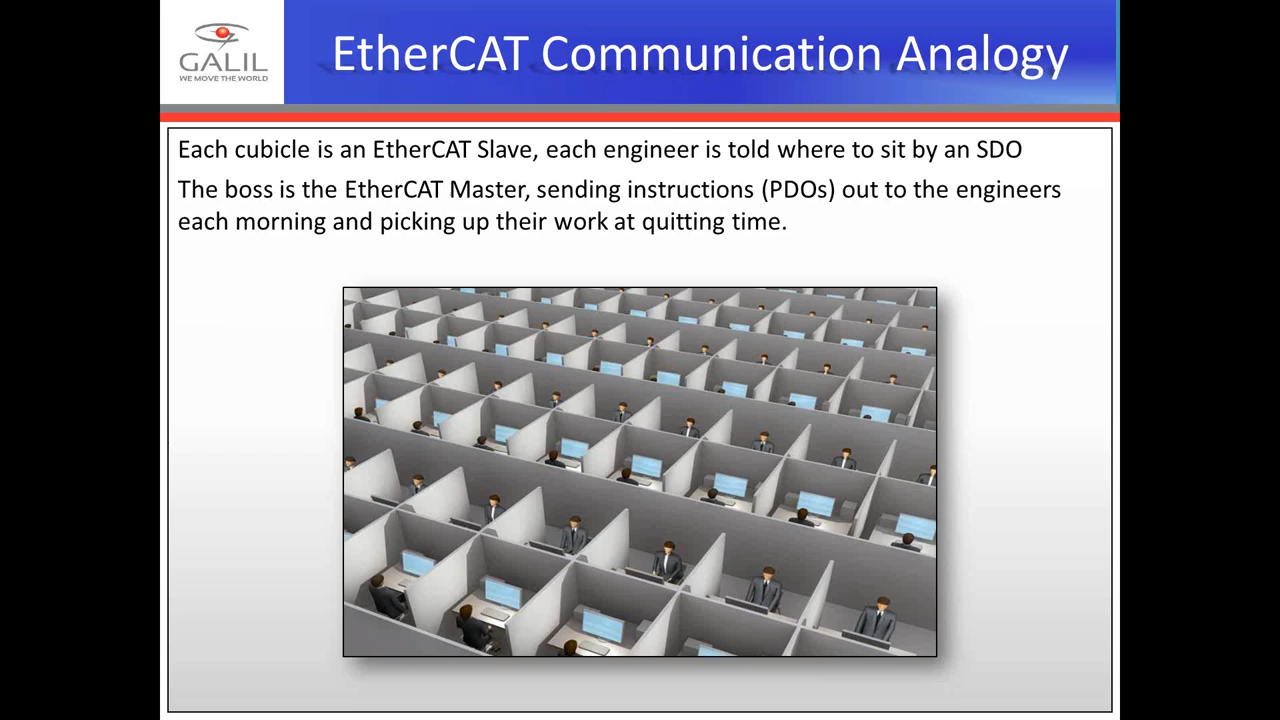 GALIL
WE MOVE THE WORLD
EtherCAT Communication Analogy
Each cubicle is an EtherCAT Slave, each engineer is told where to sit by an SDO
The boss is the EtherCAT Master, sending instructions (PDOs) out to the engineers
each morning and picking up their work at quitting time.